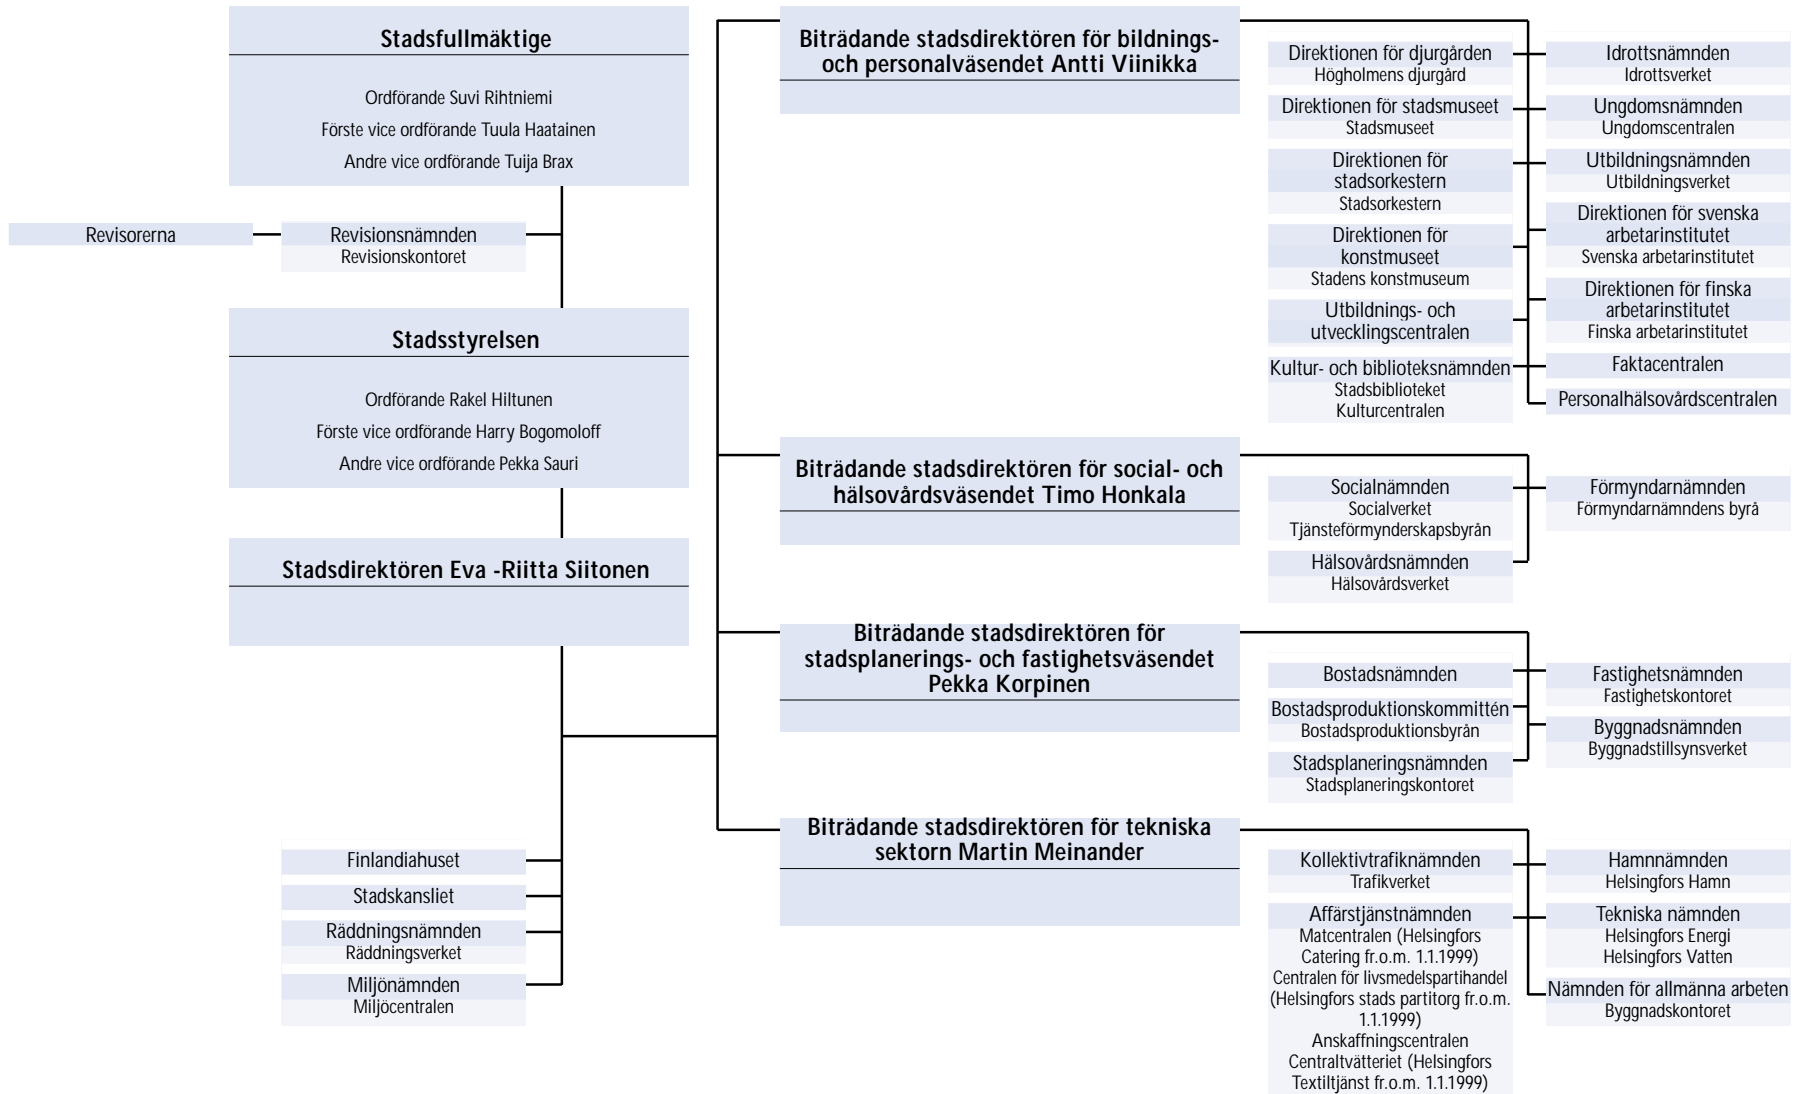 Stadsfullmäktige
Ordförande Suvi Rihtniemi
Förste vice ordförande Tuula Haatainen
Andre vice ordförande Tuija Brax
Revisorerna
Revisionsnämnden
Revisionskontoret
Stadsstyrelsen
Ordförande Rakel Hiltunen
Förste vice ordförande Harry Bogomoloff
Andre vice ordförande Pekka Sauri
Stadsdirektören Eva -Riitta Siitonen
Finlandiahuset
Stadskansliet
Räddningsnämnden
Räddningsverket
Miljönämnden
Miljöcentralen
Biträdande stadsdirektören för bildnings-
och personalväsendet Antti Viinikka
Direktionen för djurgården
Högholmens djurgård
Direktionen för stadsmuseet
Stadsmuseet
Direktionen för
stadsorkestern
Stadsorkestern
Direktionen för
konstmuseet
Stadens konstmuseum
Utbildnings- och
utvecklingscentralen
Kultur- och biblioteksnämnden
Stadsbiblioteket
Kulturcentralen
Idrottsnämnden
Idrottsverket
Ungdomsnämnden
Ungdomscentralen
Utbildningsnämnden
Utbildningsverket
Direktionen för svenska
arbetarinstitutet
Svenska arbetarinstitutet
Direktionen för finska
arbetarinstitutet
Finska arbetarinstitutet
Faktacentralen
Personalhälsovårdscentralen
Biträdande stadsdirektören för social- och
hälsovårdsväsendet Timo Honkala
Socialnämnden
Socialverket
Tjänsteförmynderskapsbyrån
Hälsovårdsnämnden
Hälsovårdsverket
Förmyndarnämnden
Förmyndarnämndens byrå
Biträdande stadsdirektören för
stadsplanerings- och fastighetsväsendet
Pekka Korpinen
Bostadsnämnden
Bostadsproduktionskommittén
Bostadsproduktionsbyrån
Stadsplaneringsnämnden
Stadsplaneringskontoret
Fastighetsnämnden
Fastighetskontoret
Byggnadsnämnden
Byggnadstillsynsverket
Biträdande stadsdirektören för tekniska
sektorn Martin Meinander
Kollektivtrafiknämnden
Trafikverket
Affärstjänstnämnden
Matcentralen (Helsingfors
Catering fr.o.m. 1.1.1999)
Centralen för livsmedelspartihandel
(Helsingfors stads partitorg fr.o.m.
1.1.1999)
Anskaffningscentralen
Centraltvätteriet (Helsingfors
Textiltjänst fr.o.m. 1.1.1999)
Hamnnämnden
Helsingfors Hamn
Tekniska nämnden
Helsingfors Energi
Helsingfors Vatten
Nämnden för allmänna arbeten
Byggnadskontoret